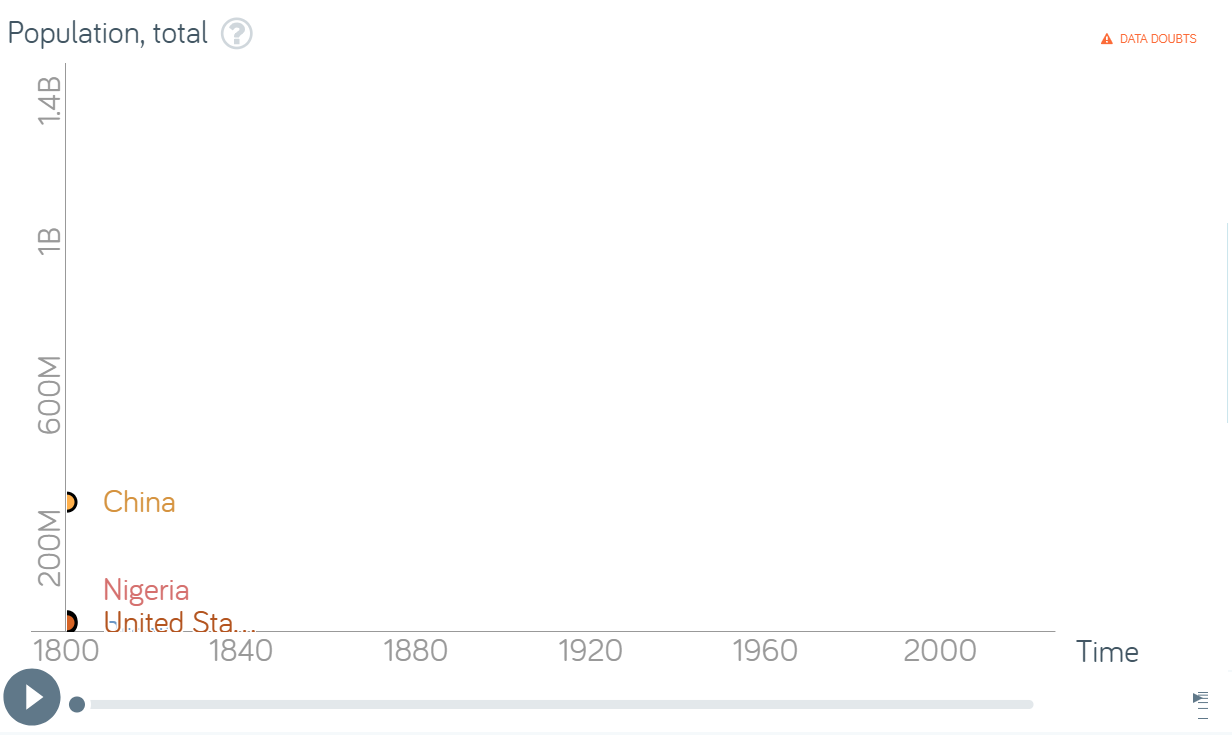 Population, total ?
DATA DOUBTS
1.4B
1B
600M
200M
China
Nigeria
United Sta...
1800 1840 1880 1920 1960 2000
Time